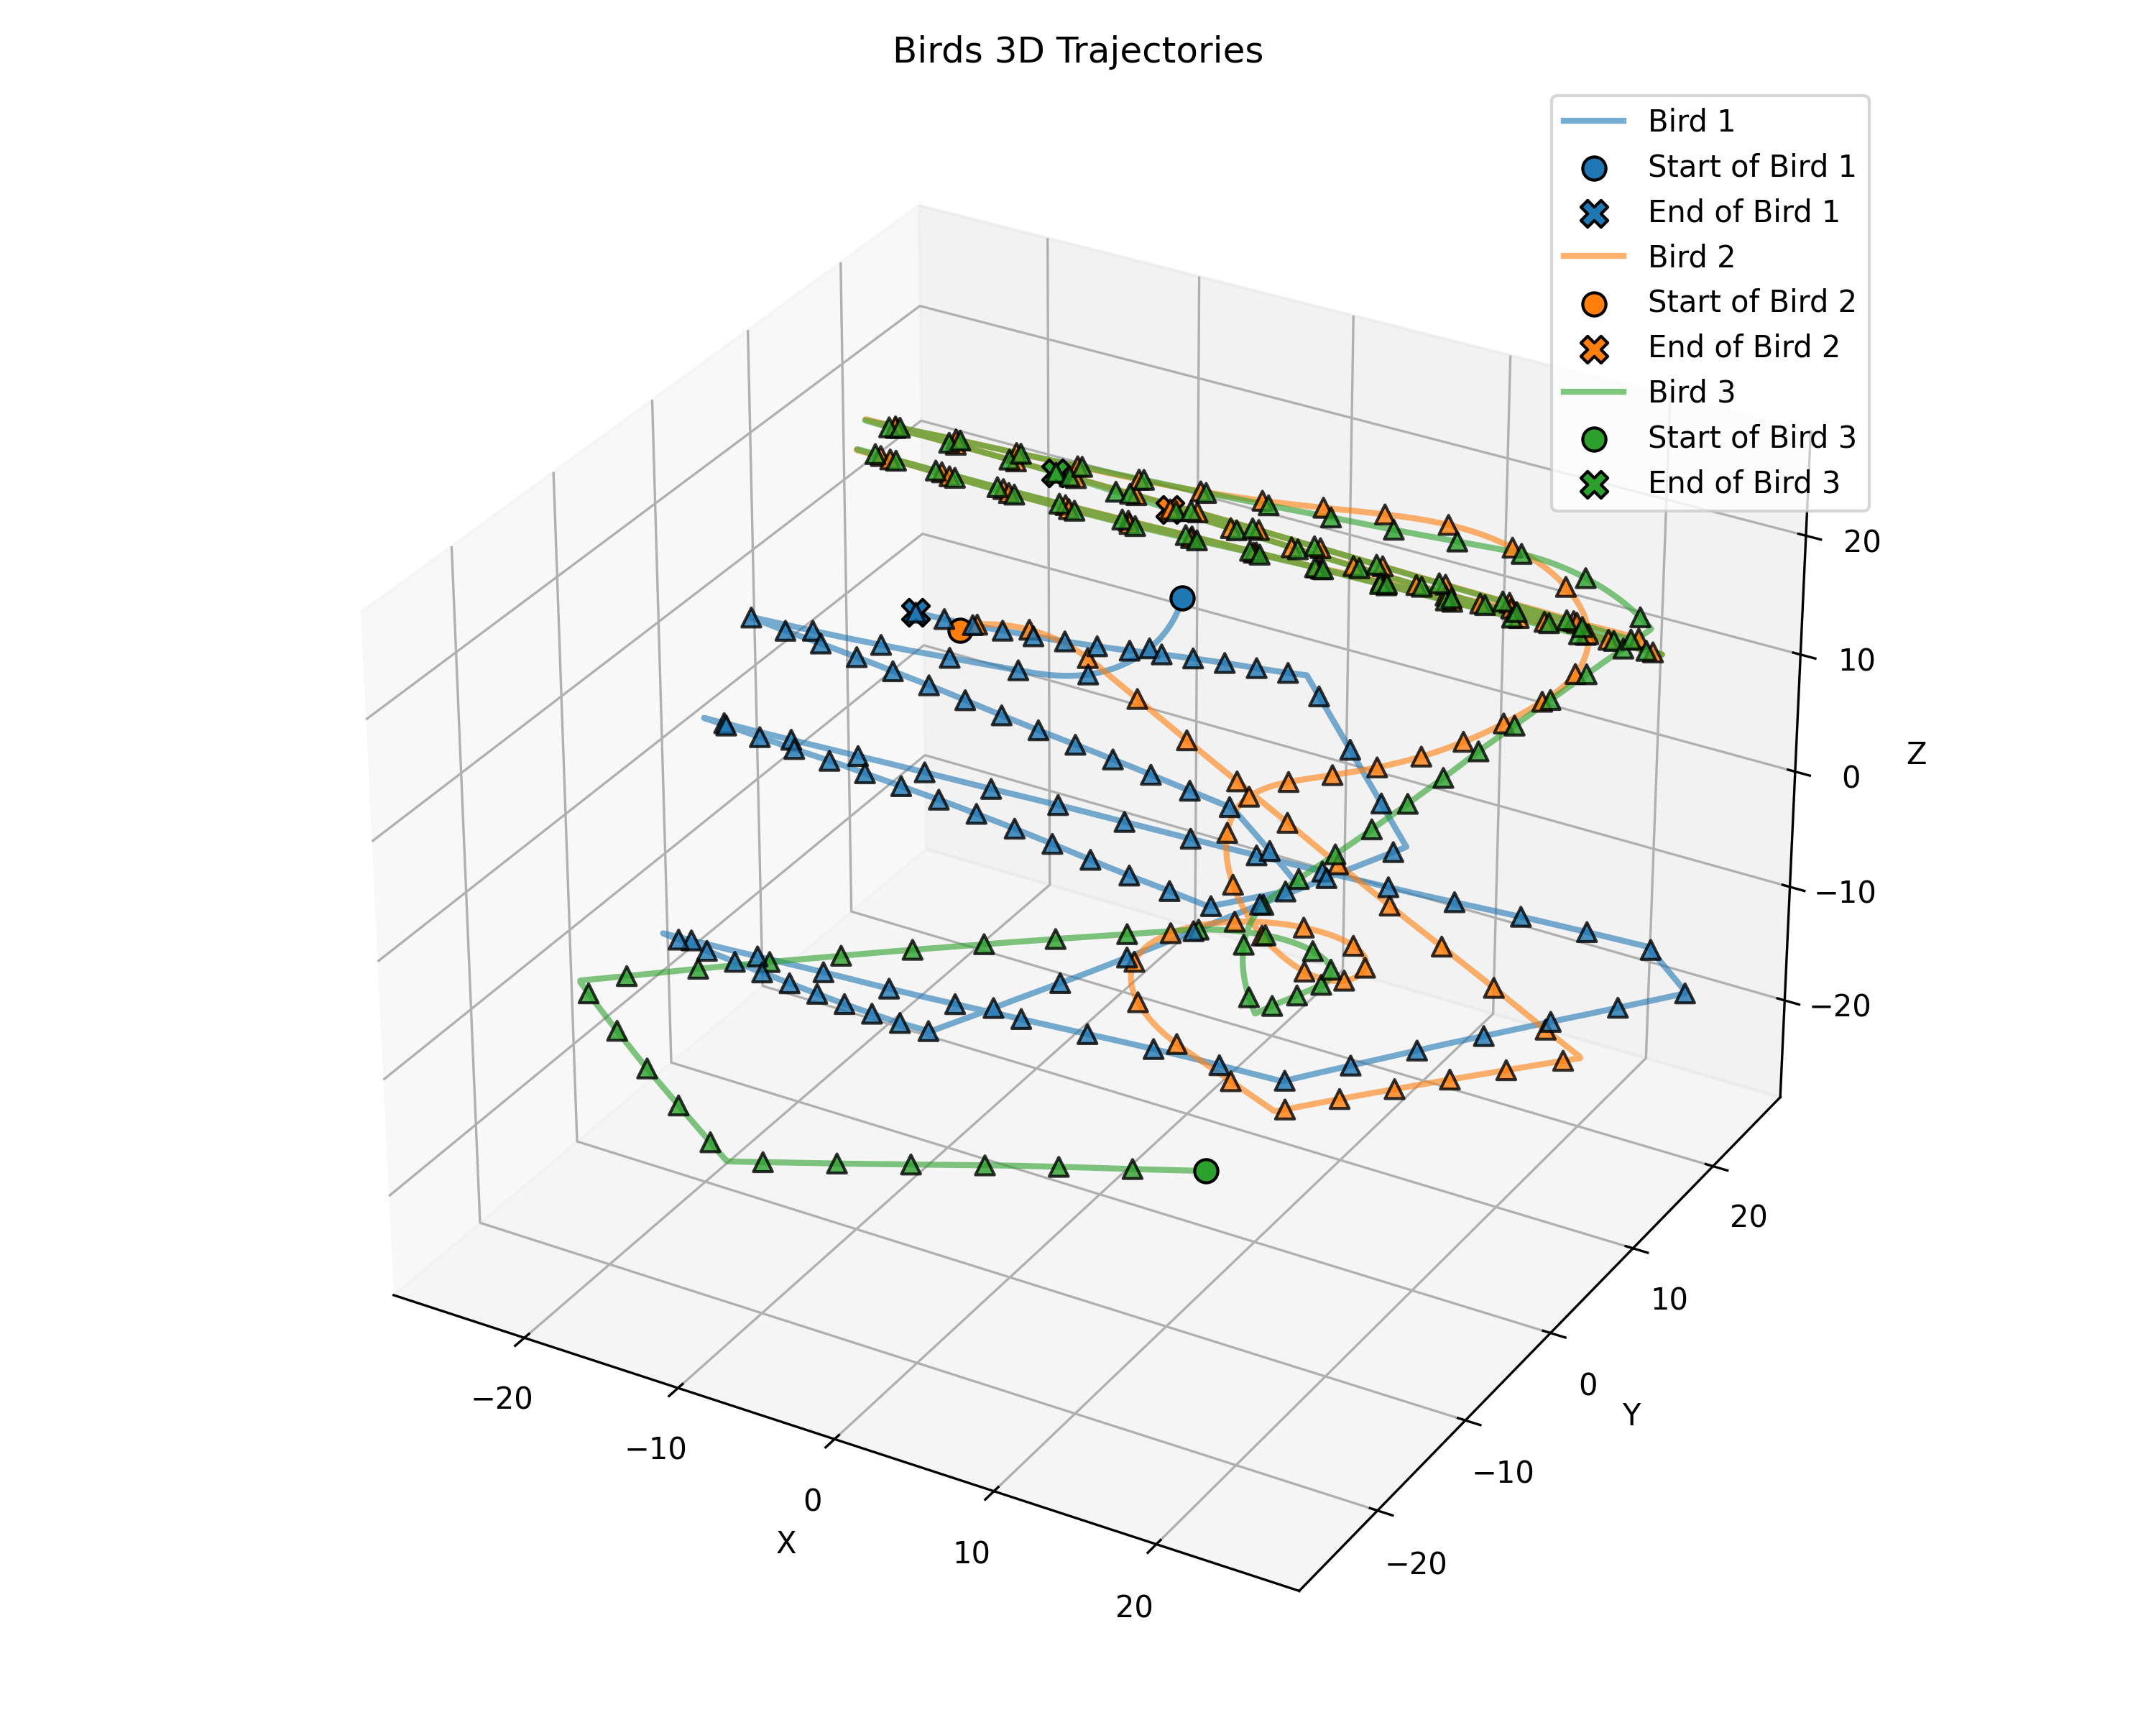 Birds 3D Trajectories
Bird 1
Start of Bird 1
End of Bird 1
Bird 2
Start of Bird 2
End of Bird 2
Bird 3
Start of Bird 3
End of Bird 3
20
10
Z
0
−10
−20
20
10
0
Y
−10
−20
−20
−10
0
X
10
20